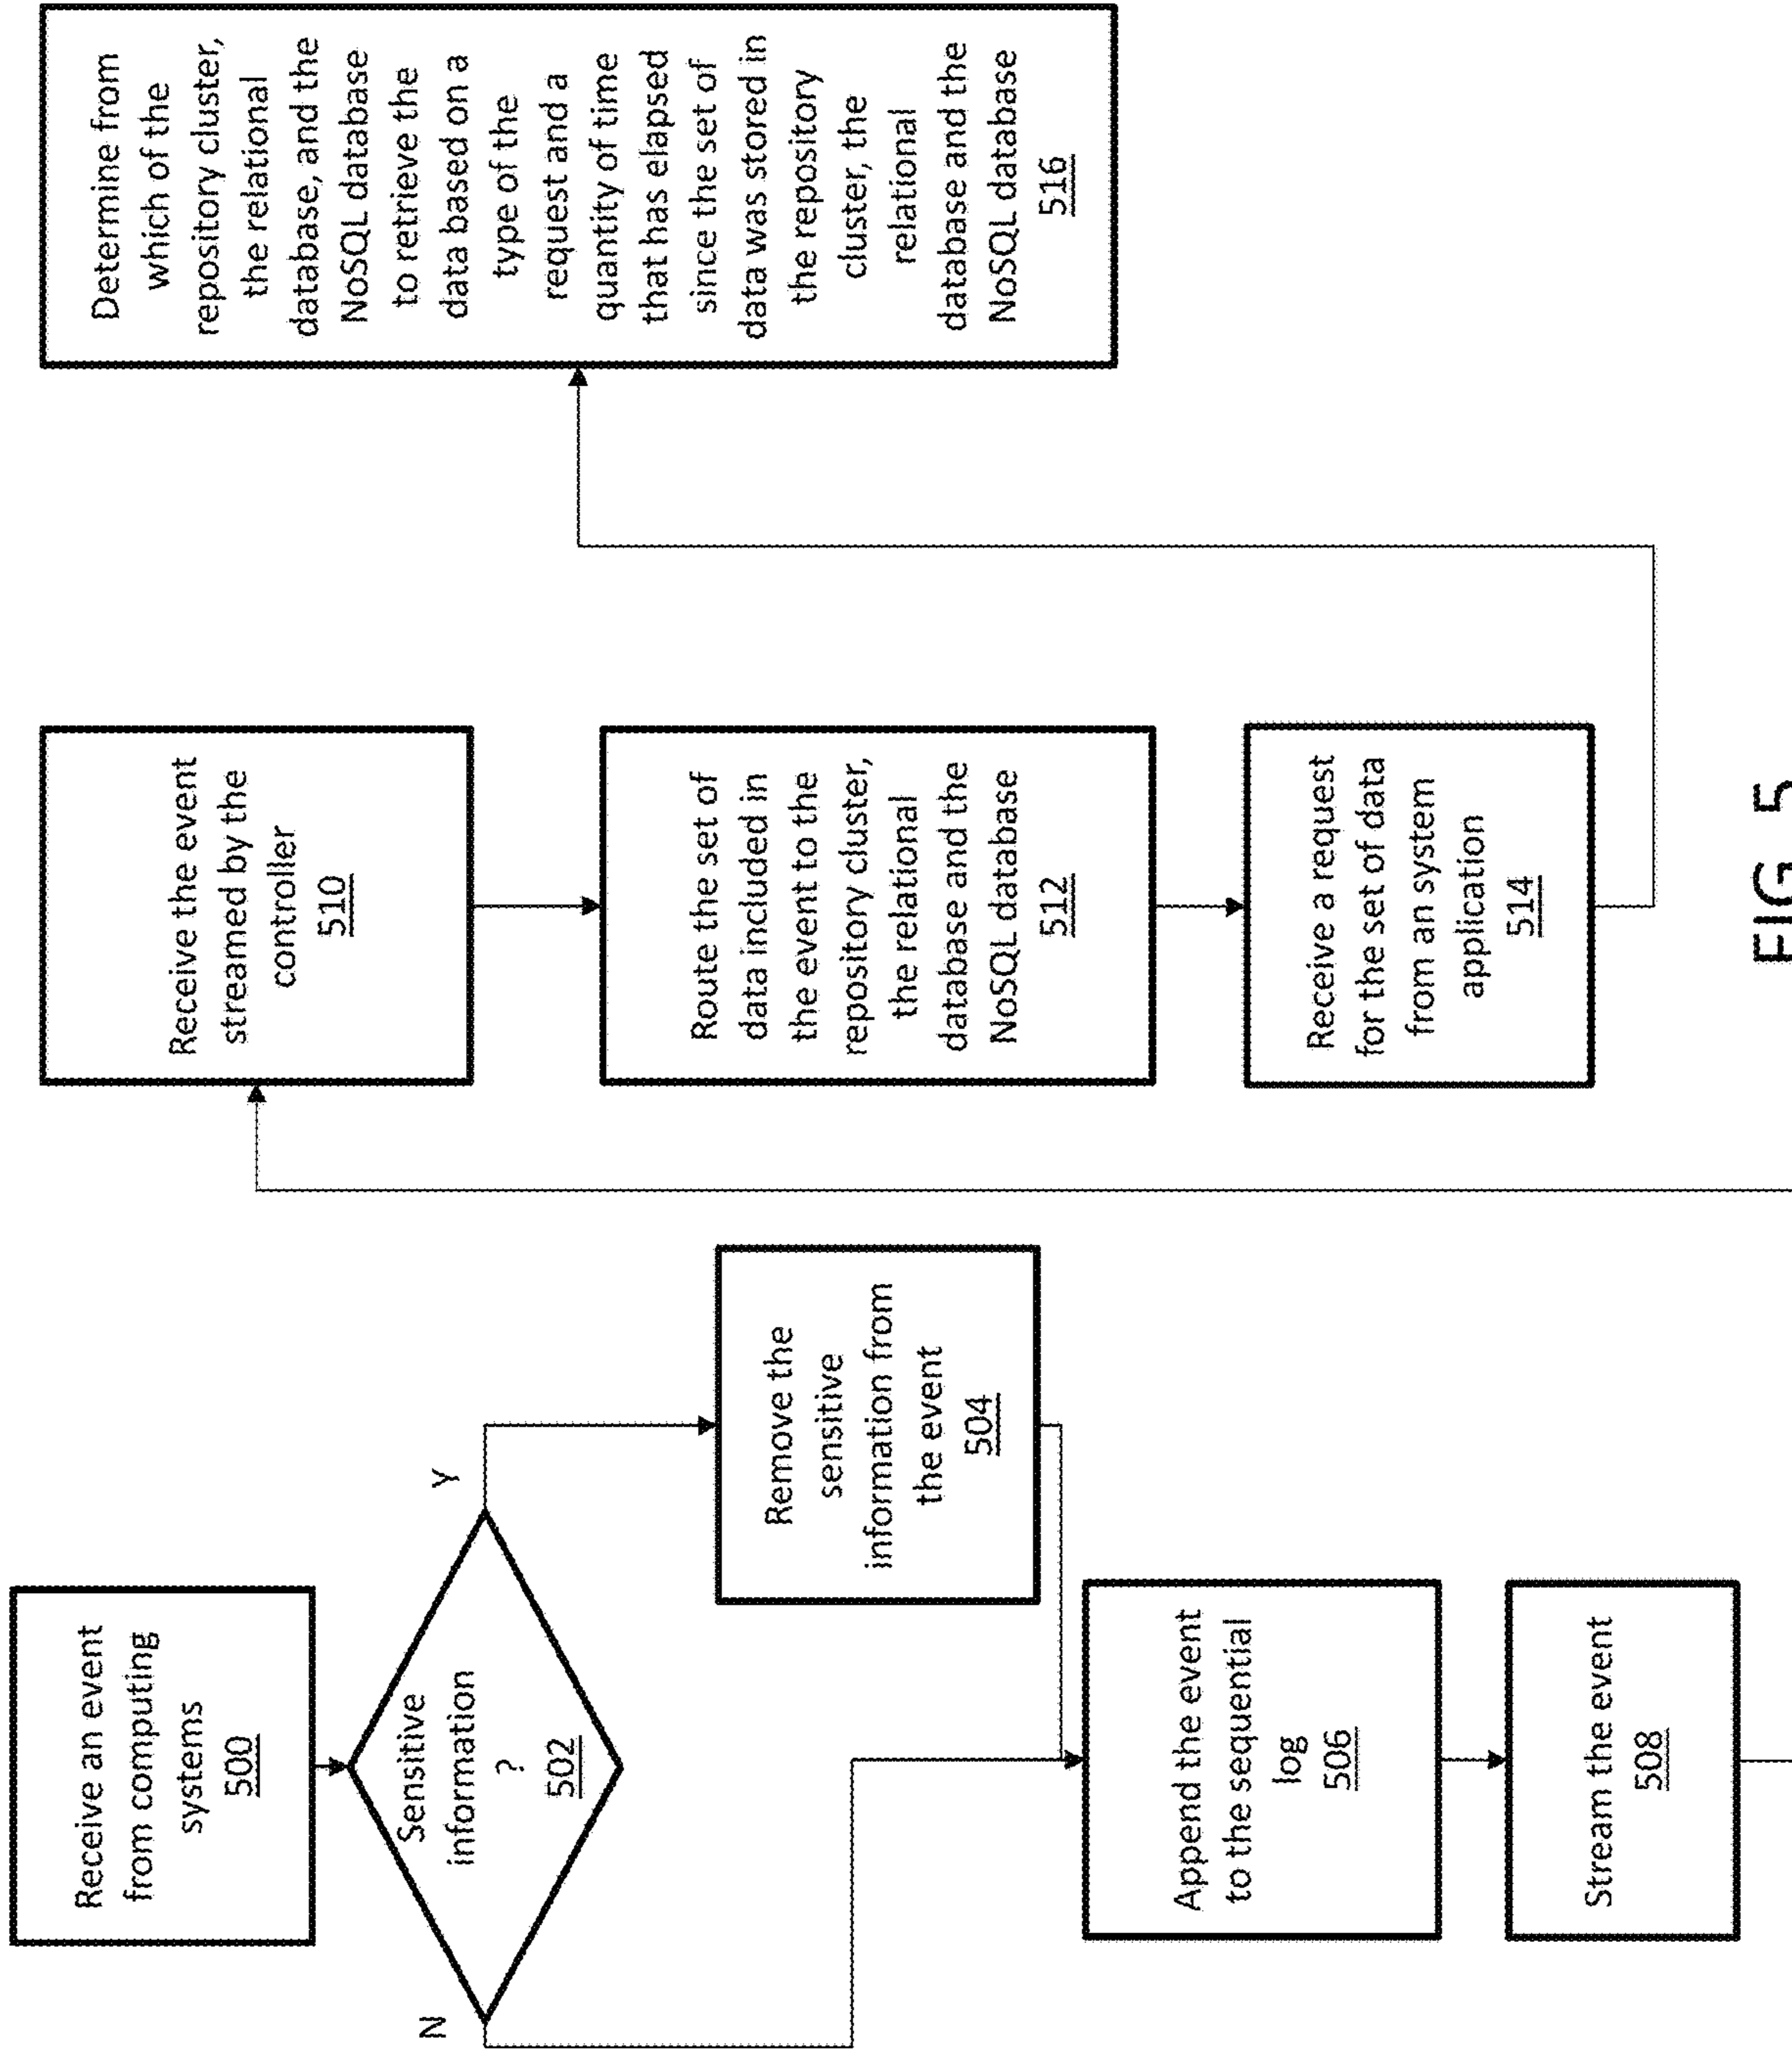 Receive an event
from computing
systems
500
Sensitive
information
?
502
Y
N
Remove the
sensitive
information from
the event
504
Append the event
to the sequential
log
506
Stream the event
508
Receive the event
streamed by the
controller
510
Route the set of
data included in
the event to the
repository cluster,
the relational
database and the
NoSQL database
512
Receive a request
for the set of data
from an system
application
514
Determine from
which of the
repository cluster,
the relational
database, and the
NoSQL database
to retrieve the
data based on a
type of the
request and a
quantity of time
that has elapsed
since the set of
data was stored in
the repository
cluster, the
relational
database and the
NoSQL database
516
FIG. 5